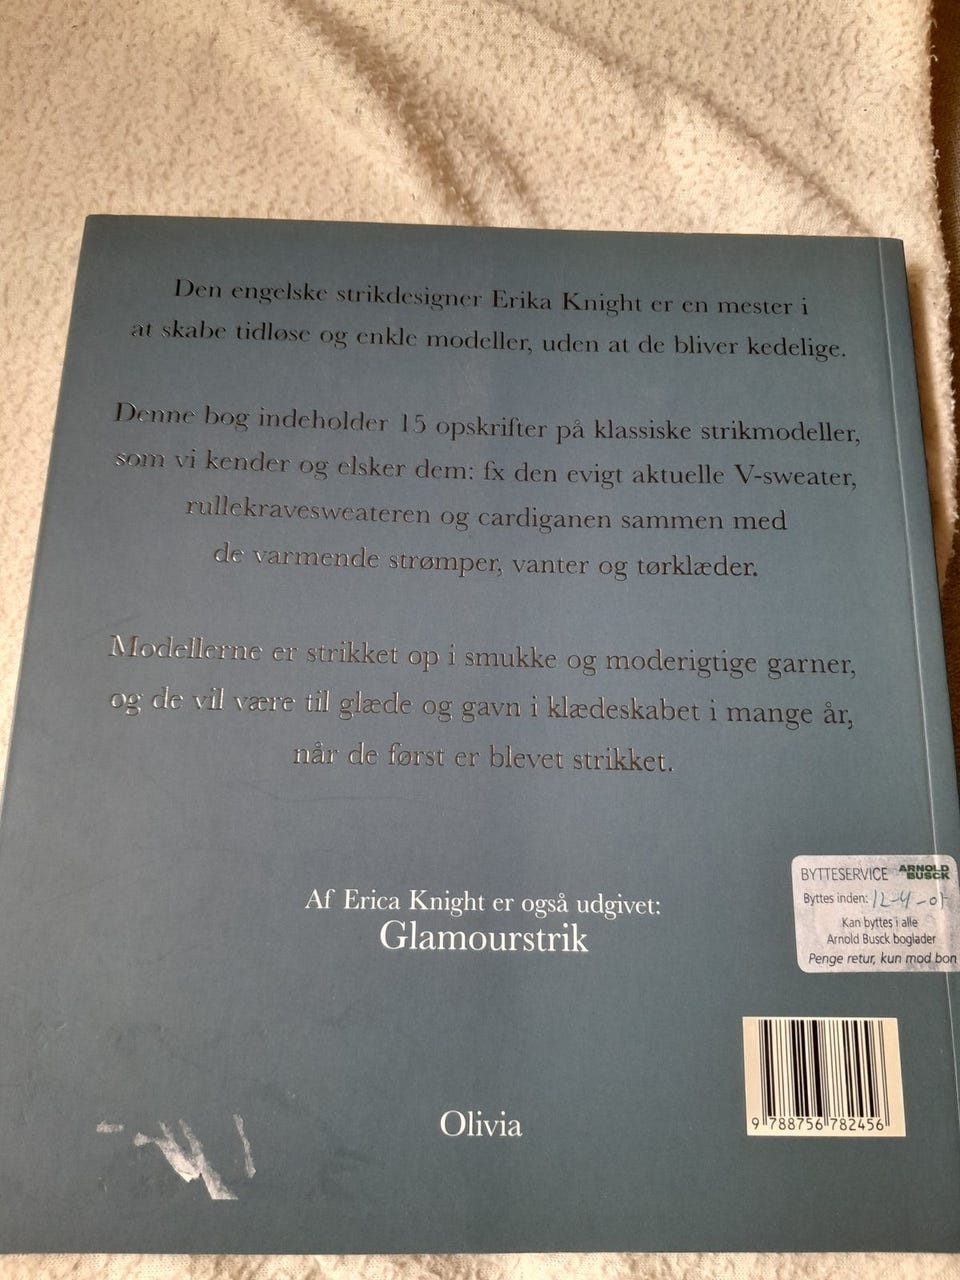 Den engelske strikdesigner Erika Knight er en mester i
at skabe tidløse og enkle modeller, uden at de bliver kedelige.
Denne bog indeholder 15 opskrifter på klassiske strikmodeller,
som vi kender og elsker dem: fx den evigt aktuelle V-sweater,
rullekravesweateren og cardiganen sammen med
de varmende strømper, vanter og tørklæder.
Modellerne er strikket op i smukke og moderigtige garner,
og de vil være til glæde og gavn i klædeskabet i mange år,
når de først er blevet strikket.
Af Erica Knight er også udgivet:
Glamourstrik
BYTTESERVICE ARNOLD BUSCK
Byttes inden: 12-4-
Kan byttes i alle
Arnold Busck boglader
Penge retur, kun mod bon
9 788756 782456
Olivia